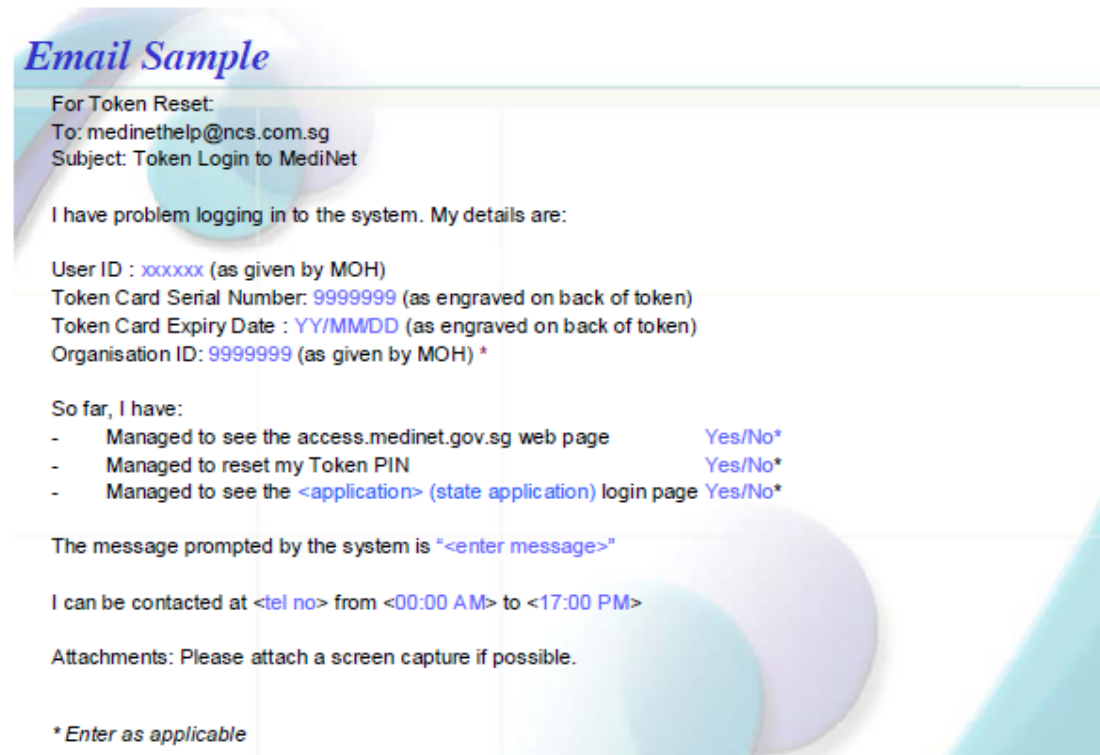 Email Sample
For Token Reset:
To: medinethelp@ncs.com.sg
Subject: Token Login to MediNet
I have problem logging in to the system. My details are:
User ID : xxxxxx (as given by MOH)
Token Card Serial Number: 9999999 (as engraved on back of token)
Token Card Expiry Date : YY/MM/DD (as engraved on back of token)
Organisation ID: 9999999 (as given by MOH) *
So far, I have:
- Managed to see the access.medinet.gov.sg web page Yes/No*
- Managed to reset my Token PIN Yes/No*
- Managed to see the <application> (state application) login page Yes/No*
The message prompted by the system is “<enter message>”
I can be contacted at <tel no> from <00:00 AM> to <17:00 PM>
Attachments: Please attach a screen capture if possible.
* Enter as applicable